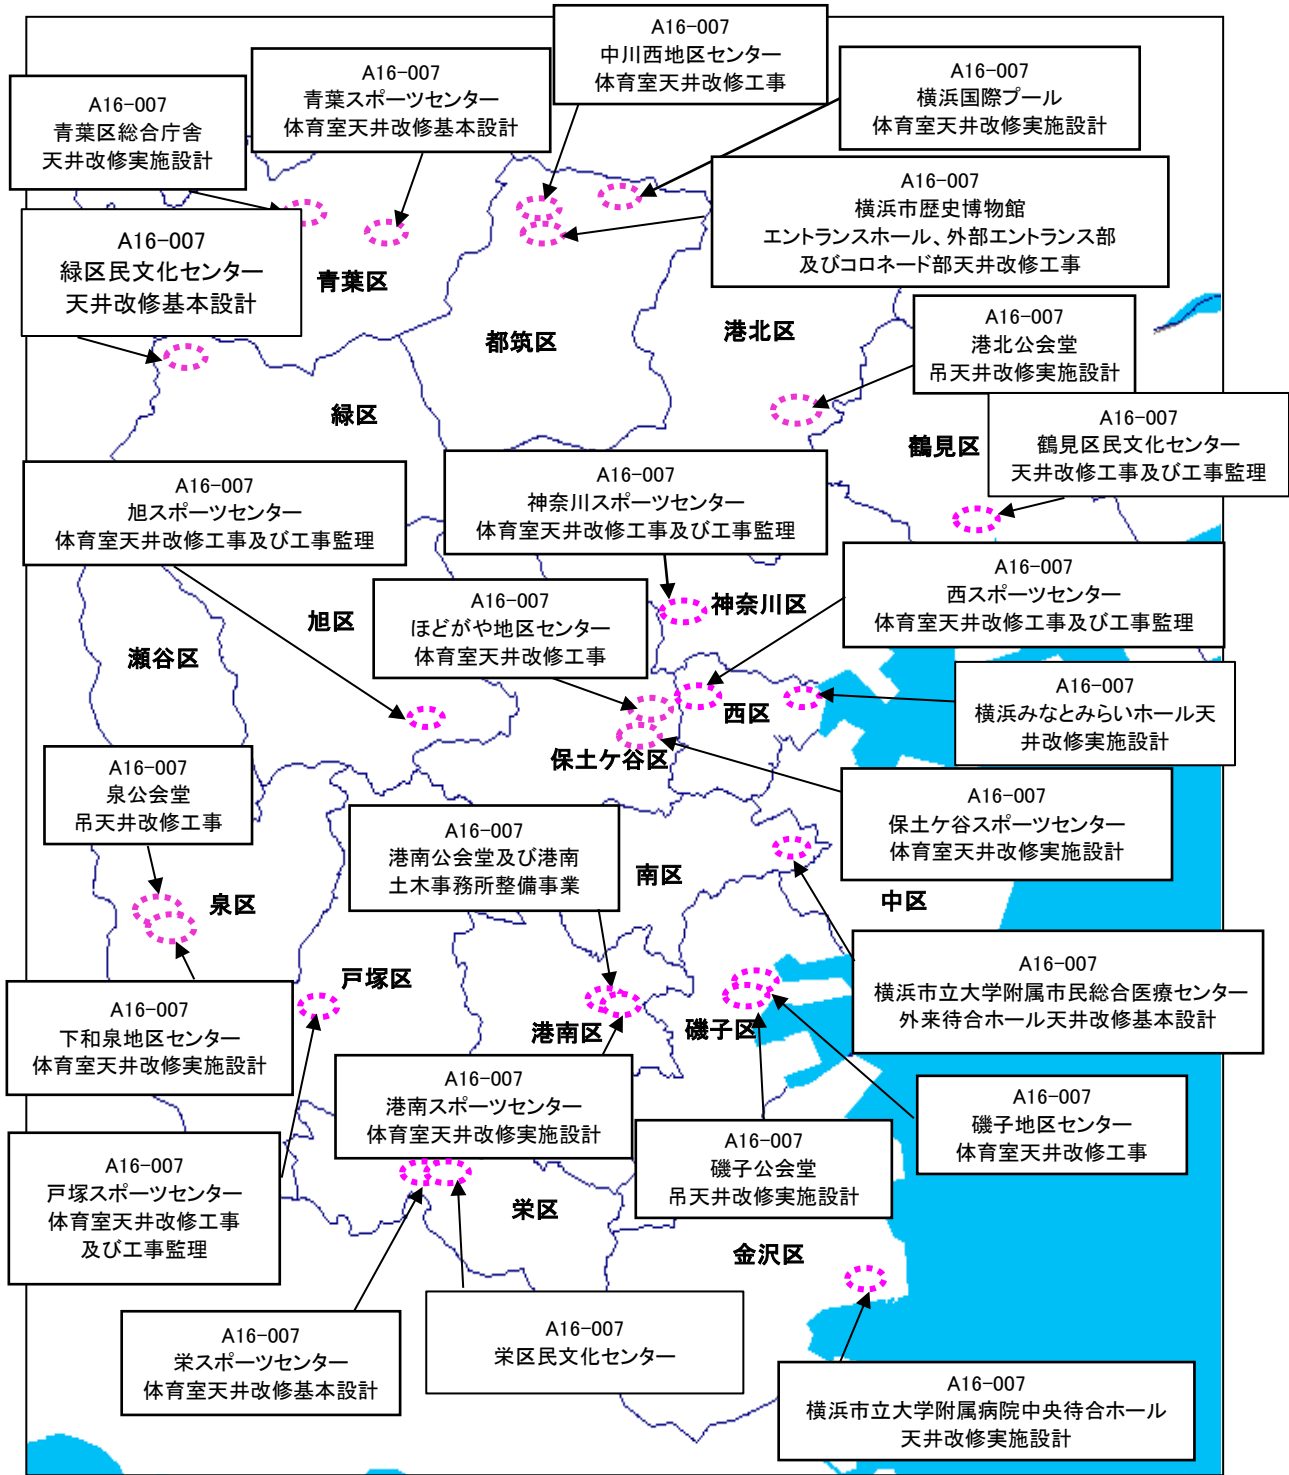 A16-007
中川西地区センター
体育室天井改修工事
A16-007
青葉スポーツセンター
体育室天井改修基本設計
A16-007
横浜国際プール
体育室天井改修実施設計
A16-007
青葉区総合庁舎
天井改修実施設計
A16-007
横浜市歴史博物館
エントランスホール、外部エントランス部
及びコロネード部天井改修工事
A16-007
緑区民文化センター
天井改修基本設計
青葉区
都筑区
港北区
A16-007
港北公会堂
吊天井改修実施設計
緑区
鶴見区
A16-007
鶴見区民文化センター
天井改修工事及び工事監理
A16-007
旭スポーツセンター
体育室天井改修工事及び工事監理
A16-007
神奈川スポーツセンター
体育室天井改修工事及び工事監理
A16-007
西スポーツセンター
体育室天井改修工事及び工事監理
A16-007
ほどがや地区センター
体育室天井改修工事
神奈川区
旭区
瀬谷区
西区
A16-007
横浜みなとみらいホール天
井改修実施設計
保土ケ谷区
A16-007
泉公会堂
吊天井改修工事
A16-007
保土ケ谷スポーツセンター
体育室天井改修実施設計
A16-007
港南公会堂及び港南
土木事務所整備事業
南区
中区
泉区
A16-007
横浜市立大学附属市民総合医療センター
外来待合ホール天井改修基本設計
戸塚区
港南区
磯子区
A16-007
下和泉地区センター
体育室天井改修実施設計
A16-007
港南スポーツセンター
体育室天井改修実施設計
A16-007
磯子地区センター
体育室天井改修工事
A16-007
磯子公会堂
吊天井改修実施設計
A16-007
戸塚スポーツセンター
体育室天井改修工事
及び工事監理
栄区
金沢区
A16-007
栄スポーツセンター
体育室天井改修基本設計
A16-007
栄区民文化センター
A16-007
横浜市立大学附属病院中央待合ホール
天井改修実施設計